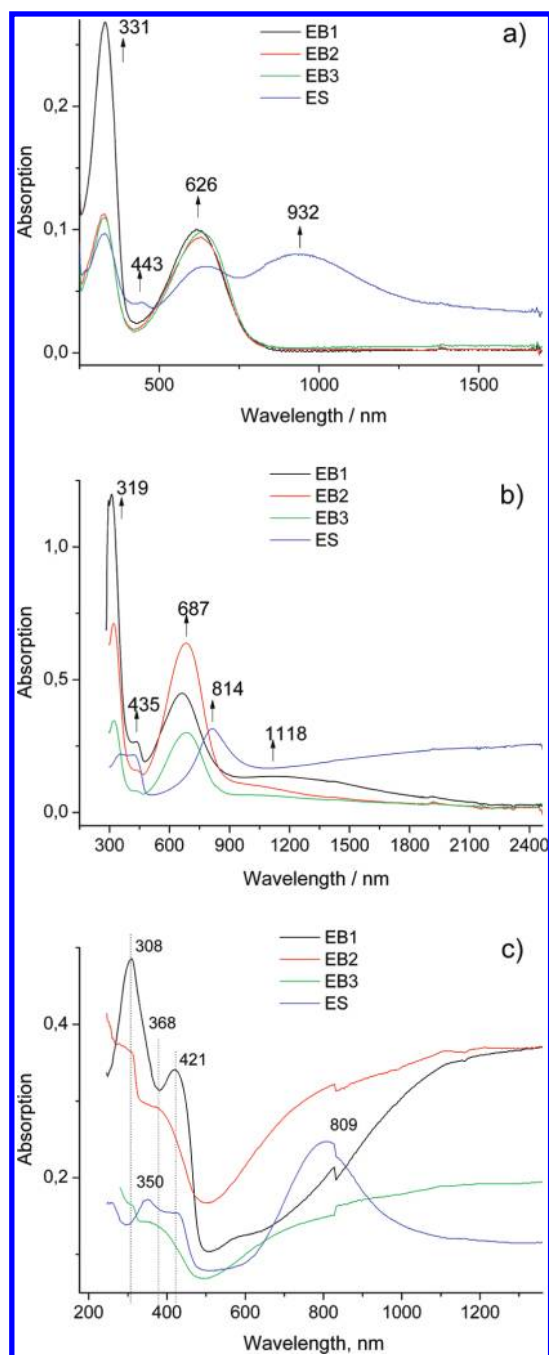 a)
EB1
EB2
EB3
ES
331
443
626
932
0,2
0,1
0,0
Absorption
500 1000 1500
Wavelength / nm
b)
EB1
EB2
EB3
ES
319
435
687
814
1118
1,0
0,5
0,0
Absorption
300 600 900 1200 1500 1800 2100 2400
Wavelength / nm
c)
EB1
EB2
EB3
ES
308
368
421
350
809
0,4
0,2
Absorption
200 400 600 800 1000 1200
Wavelength, nm